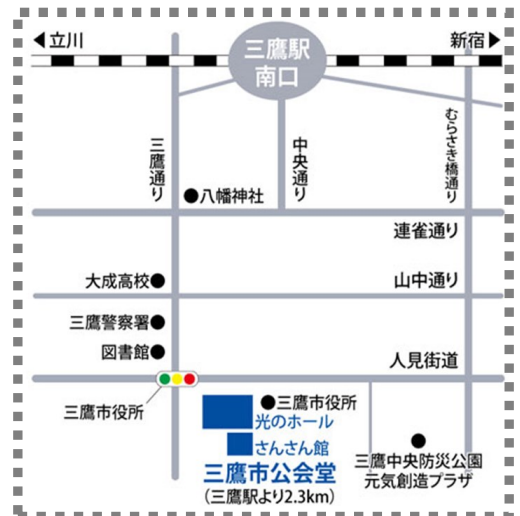 ◀立川
新宿▶
三鷹駅
南口
三鷹通り
中央通り
むらさき橋通り
●八幡神社
連雀通り
大成高校●
山中通り
三鷹警察署●
図書館●
人見街道
三鷹市役所
●三鷹市役所
光のホール
さんさん館
三鷹市公会堂
(三鷹駅より2.3km)
三鷹中央防災公園
元気創造プラザ